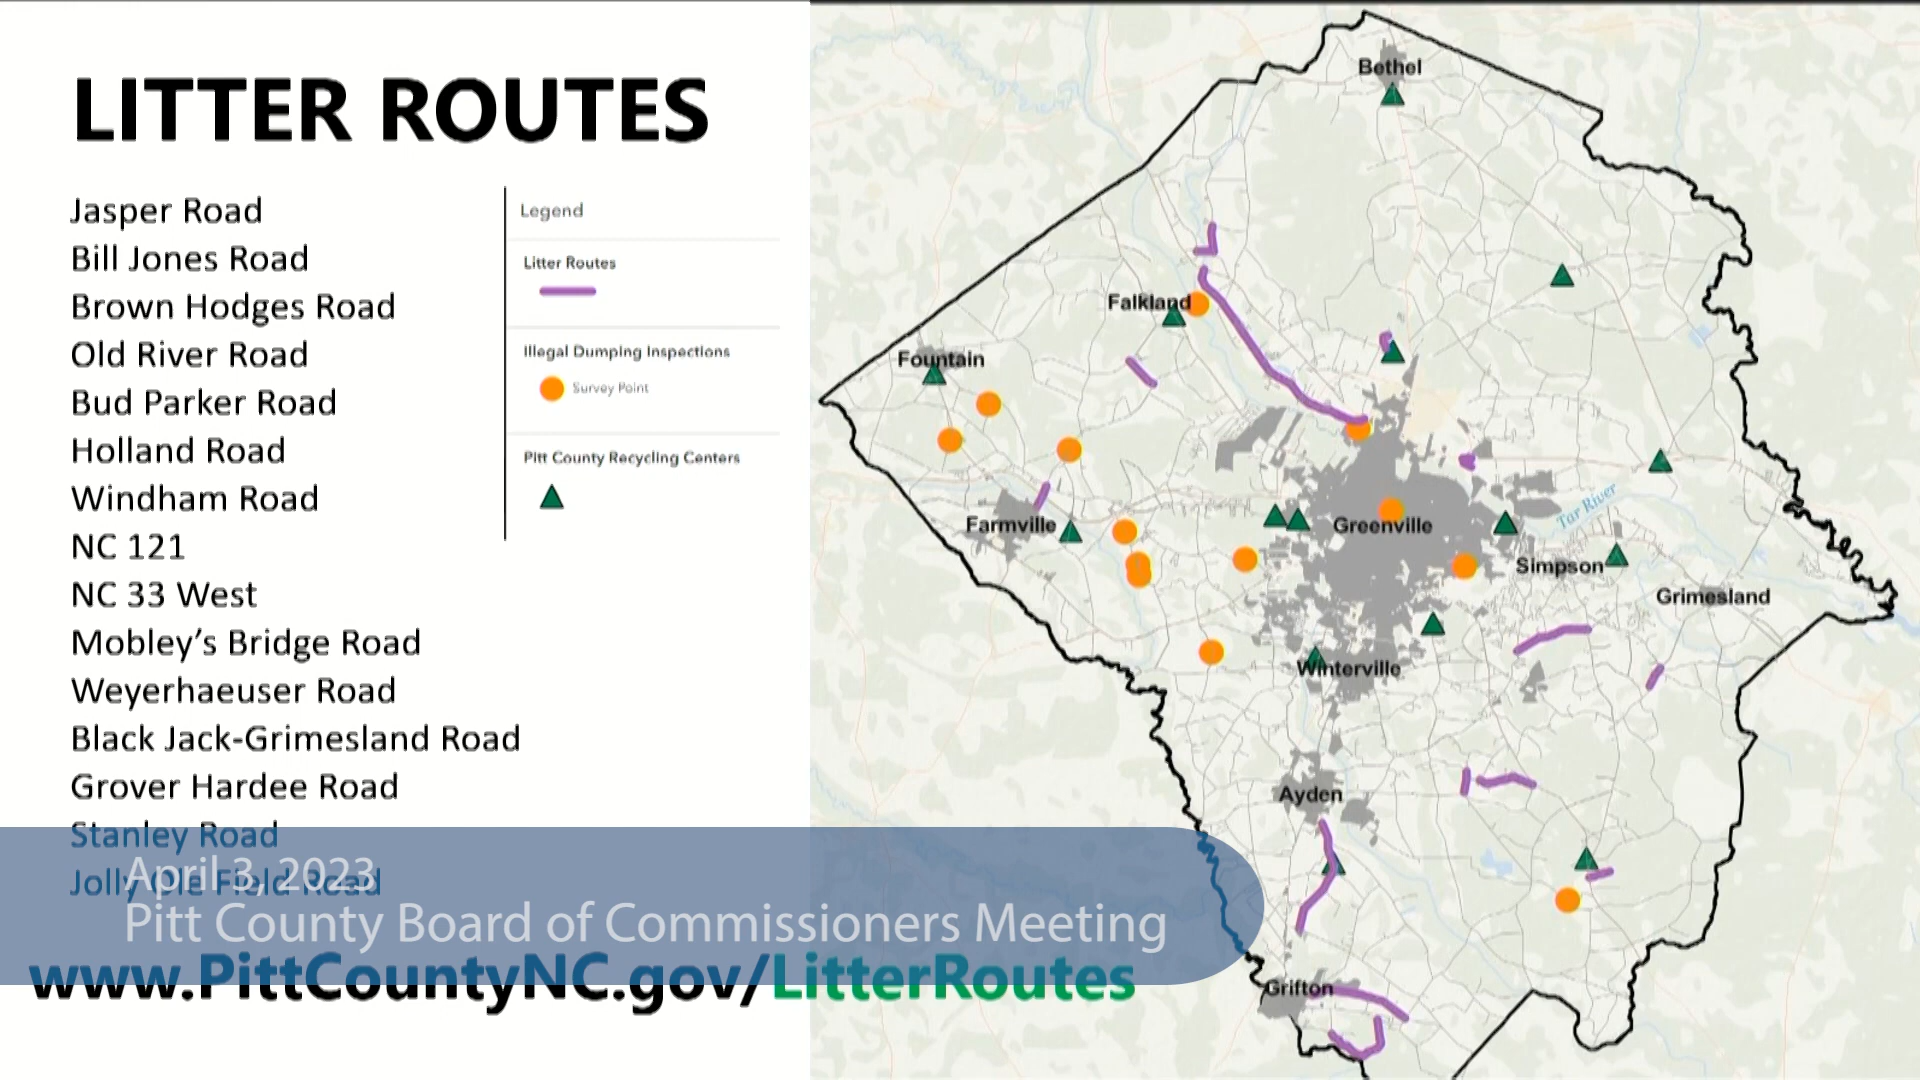 LITTER ROUTES
Jasper Road
Bill Jones Road
Brown Hodges Road
Old River Road
Bud Parker Road
Holland Road
Windham Road
NC 121
NC 33 West
Mobley’s Bridge Road
Weyerhaeuser Road
Black Jack-Grimesland Road
Grover Hardee Road
Stanley Road
Jolly Ole Field Road
Legend
Litter Routes
Illegal Dumping Inspections
Survey Point
Pitt County Recycling Centers
April 3, 2023
Pitt County Board of Commissioners Meeting
www.PittCountyNC.gov/LitterRoutes
Bethel
Falkland
Fountain
Farmville
Greenville
Tar River
Simpson
Grimesland
Winterville
Ayden
Grifton